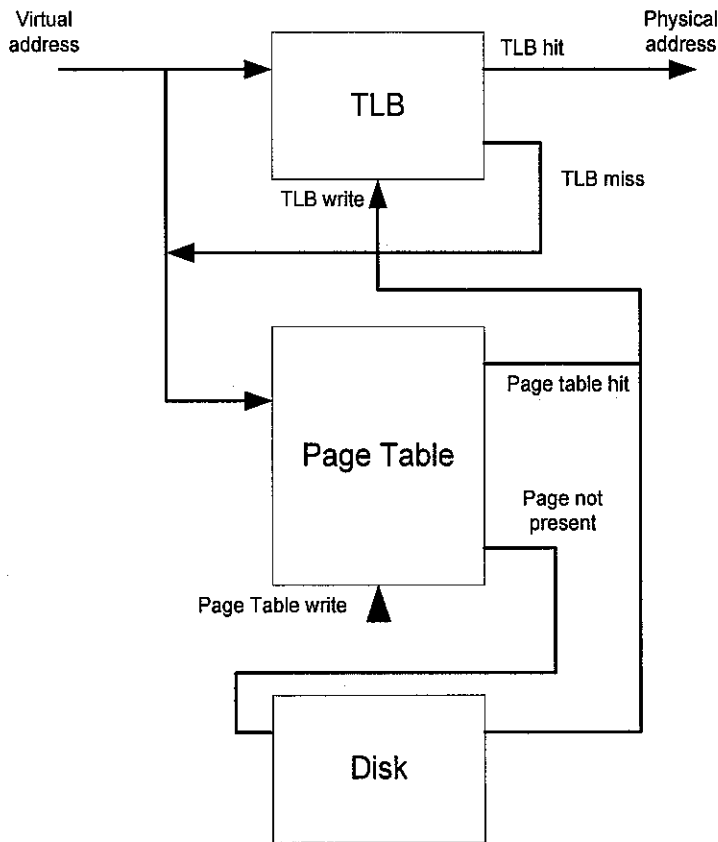 Virtual
address
Physical
address
TLB hit
TLB
TLB miss
TLB write
Page table hit
Page Table
Page not
present
Page Table write
Disk